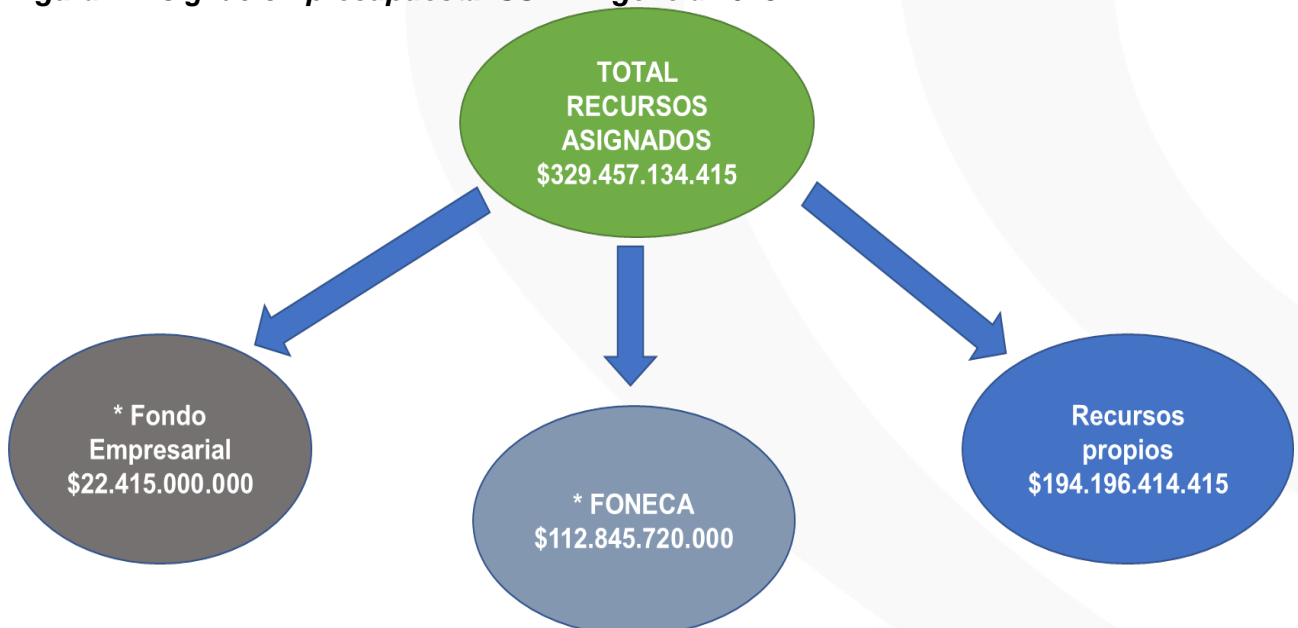 TOTAL
RECURSOS
ASIGNADOS
$329.457.134.415
* Fondo
Empresarial
$22.415.000.000
* FONECA
$112.845.720.000
Recursos
propios
$194.196.414.415